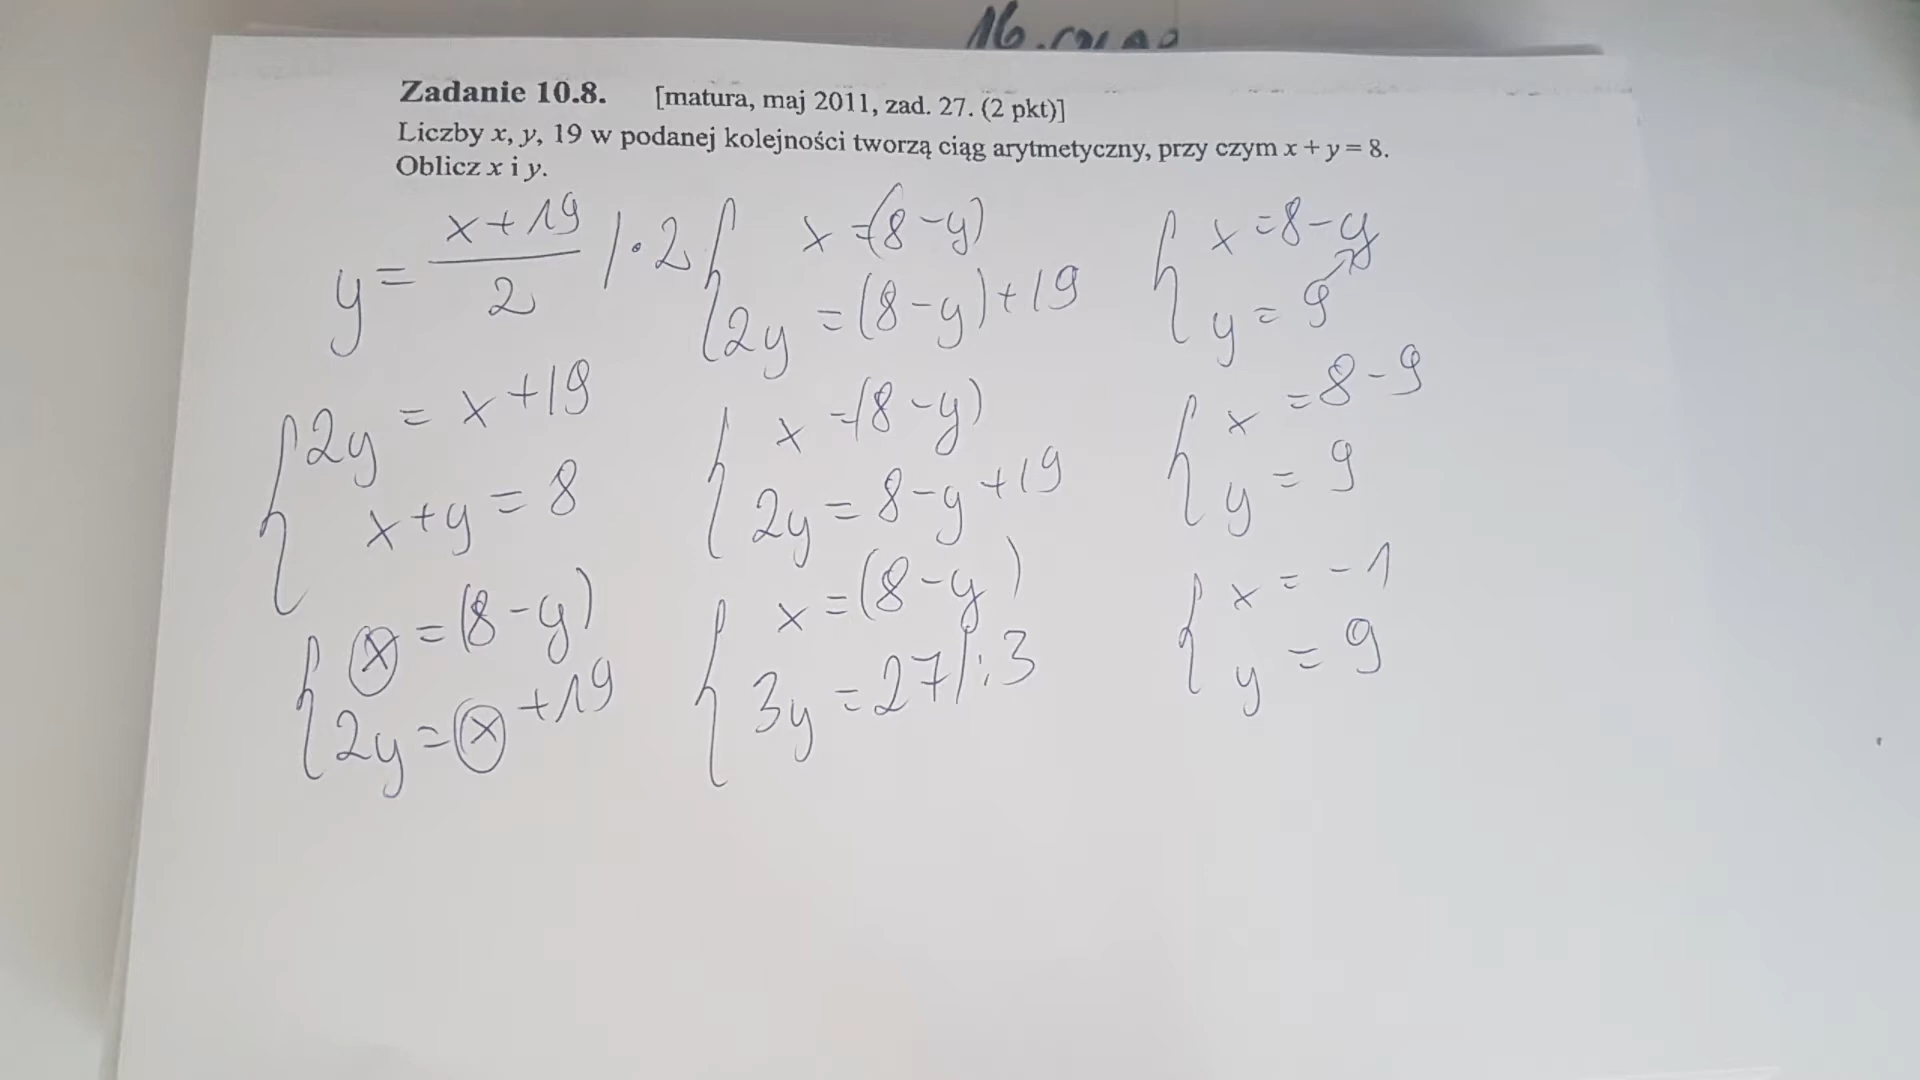 Zadanie 10.8. [matura, maj 2011, zad. 27. (2 pkt)]
Liczby x, y, 19 w podanej kolejności tworzą ciąg arytmetyczny, przy czym x + y = 8.
Oblicz x i y.
y = (x+19)/2 /·2
2y = x+19
x+y = 8
x = (8-y)
2y = x+19
x = (8-y)
2y = (8-y)+19
x = (8-y)
2y = 8-y+19
x = (8-y)
3y = 27/:3
x = 8-y
y = 9
x = 8-9
y = 9
x = -1
y = 9